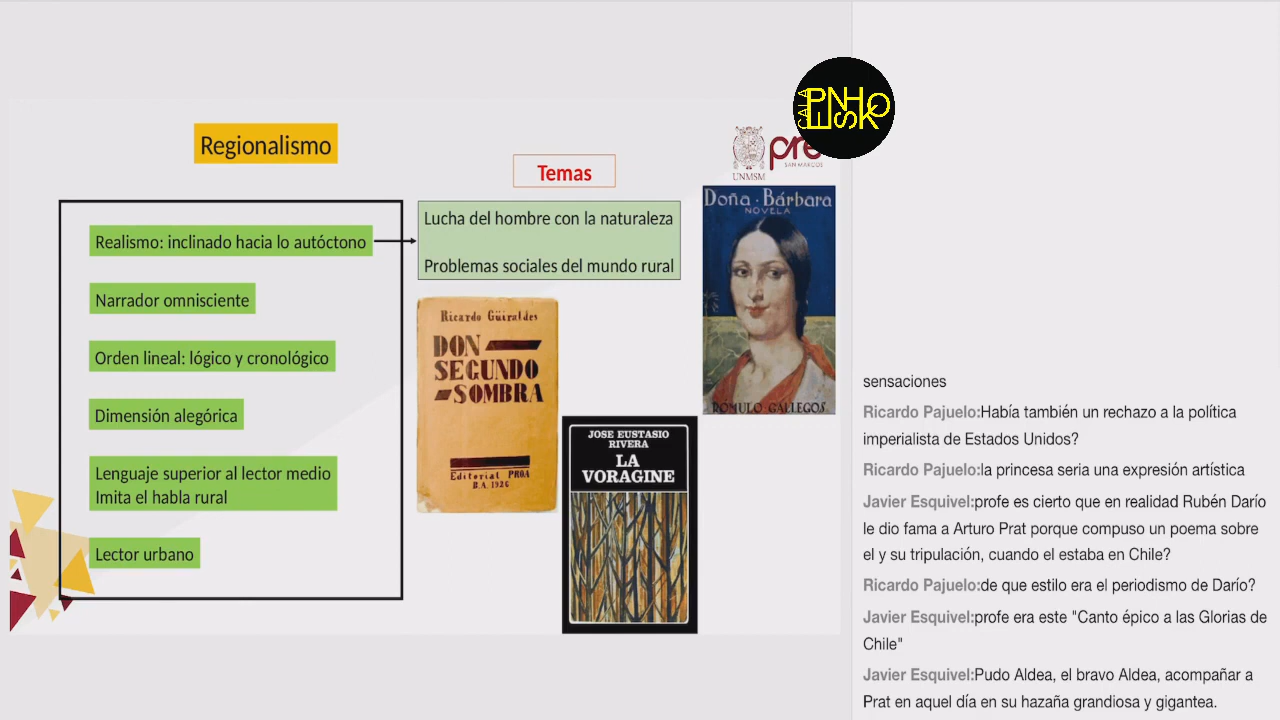 Regionalismo
Temas
Realismo: inclinado hacia lo autóctono
Narrador omnisciente
Orden lineal: lógico y cronológico
Dimensión alegórica
Lenguaje superior al lector medio
Imita el habla rural
Lector urbano
Lucha del hombre con la naturaleza
Problemas sociales del mundo rural
Ricardo Güiraldes
DON
SEGUNDO
SOMBRA
Editorial PROA
B.A. 1926
JOSE EUSTASIO
RIVERA
LA
VORAGINE
UNMSM
pre
SAN MARCOS
Doña·Bárbara
NOVELA
ROMULO GALLEGOS
CALA
PNHO
ESK
sensaciones
Ricardo Pajuelo:Había también un rechazo a la política
imperialista de Estados Unidos?
Ricardo Pajuelo:la princesa seria una expresión artística
Javier Esquivel:profe es cierto que en realidad Rubén Darío
le dio fama a Arturo Prat porque compuso un poema sobre
el y su tripulación, cuando el estaba en Chile?
Ricardo Pajuelo:de que estilo era el periodismo de Darío?
Javier Esquivel:profe era este "Canto épico a las Glorias de
Chile"
Javier Esquivel:Pudo Aldea, el bravo Aldea, acompañar a
Prat en aquel día en su hazaña grandiosa y gigantea.